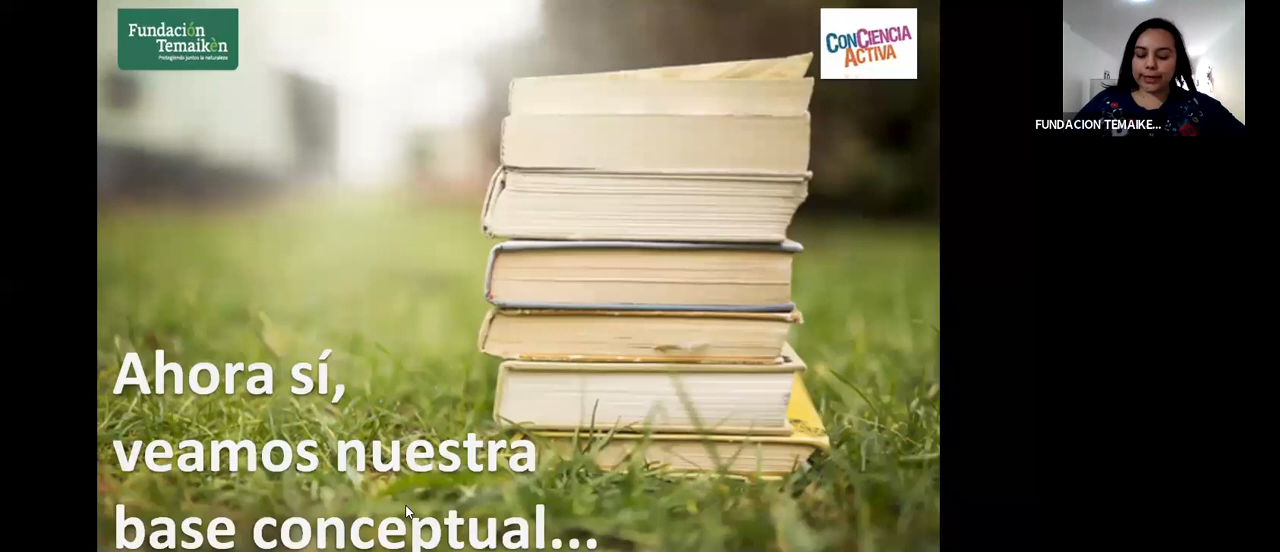 Fundación
Temaikèn
Protegiendo juntos la naturaleza
CONCIENCIA
ACTIVA
FUNDACION TEMAIKE...
Ahora sí,
veamos nuestra
base conceptual...